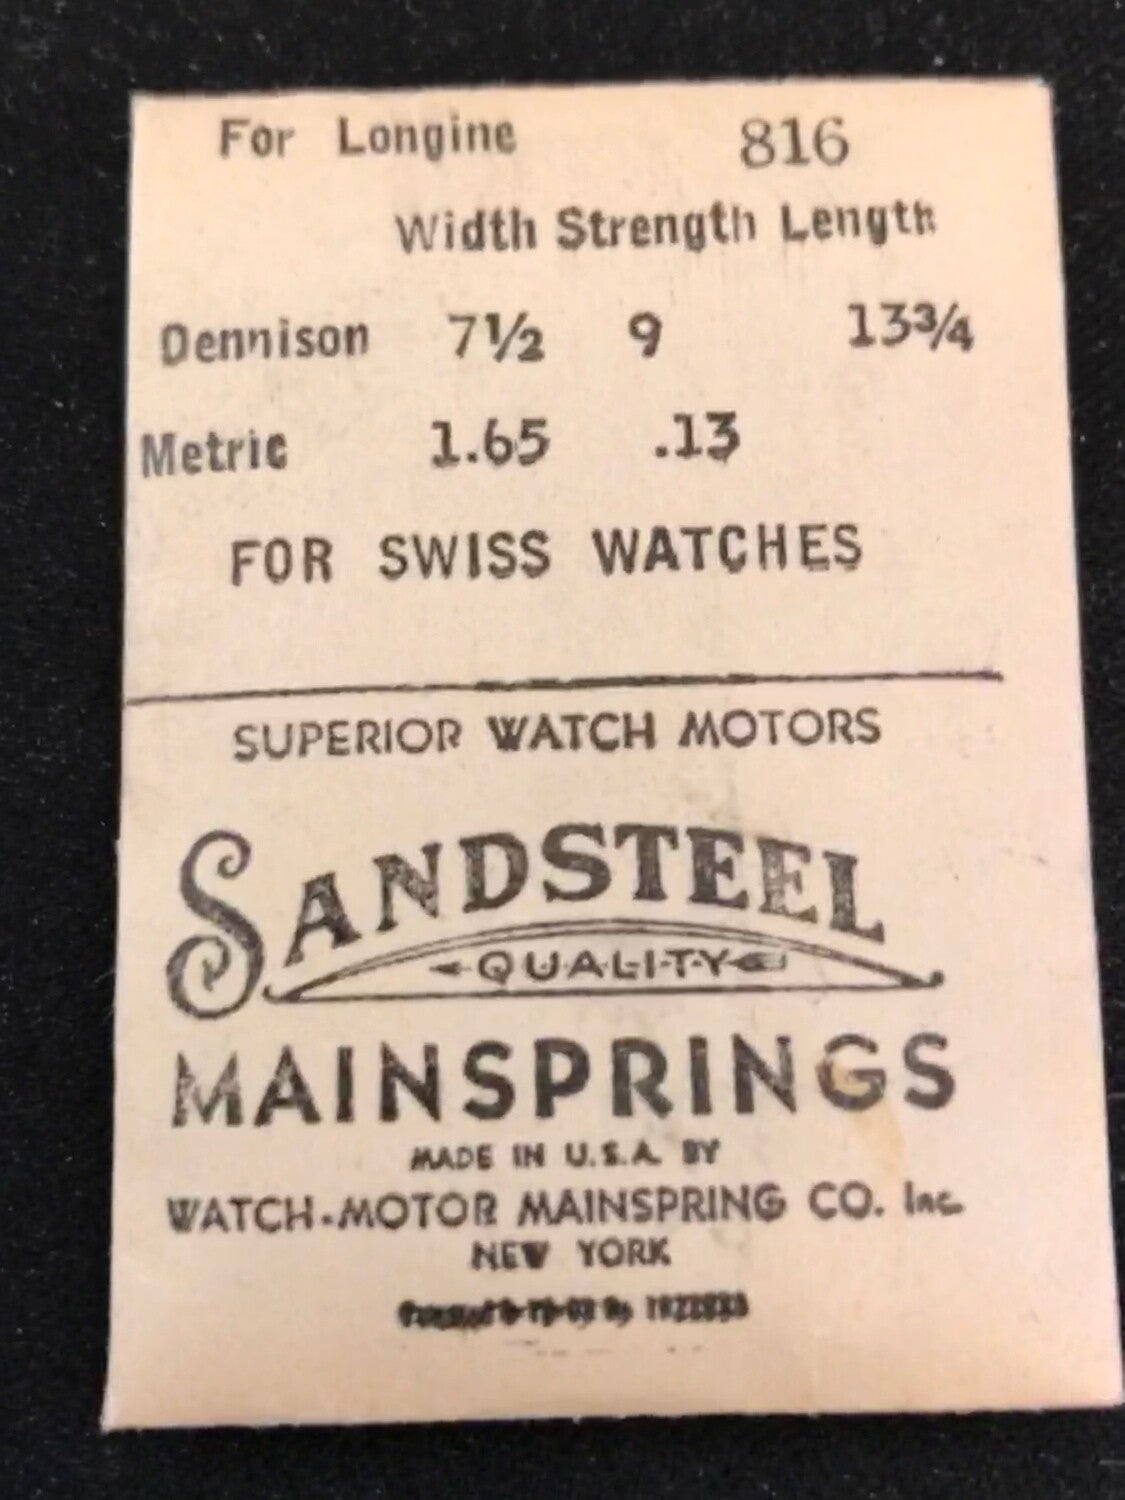 For Longine 816
Width Strength Length
Dennison 7½ 9 13¾
Metric 1.65 .13
FOR SWISS WATCHES
SUPERIOR WATCH MOTORS
SANDSTEEL
QUALITY
MAINSPRINGS
MADE IN U.S.A. BY
WATCH-MOTOR MAINSPRING CO. Inc.
NEW YORK